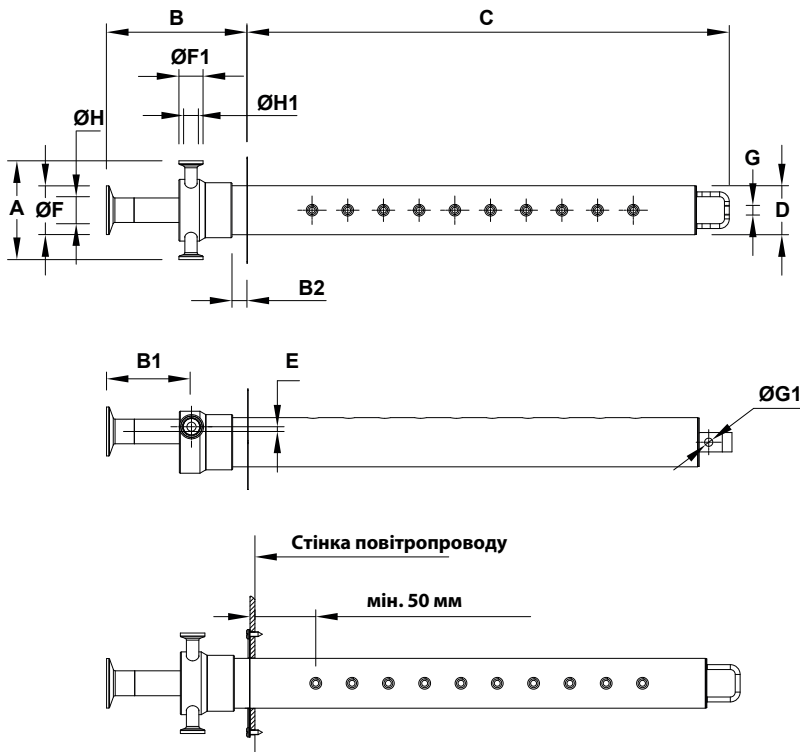 B
C
ØF1
ØH1
ØH
G
A
ØF
D
B2
B1
E
ØG1
Стінка повітропроводу
мін. 50 мм